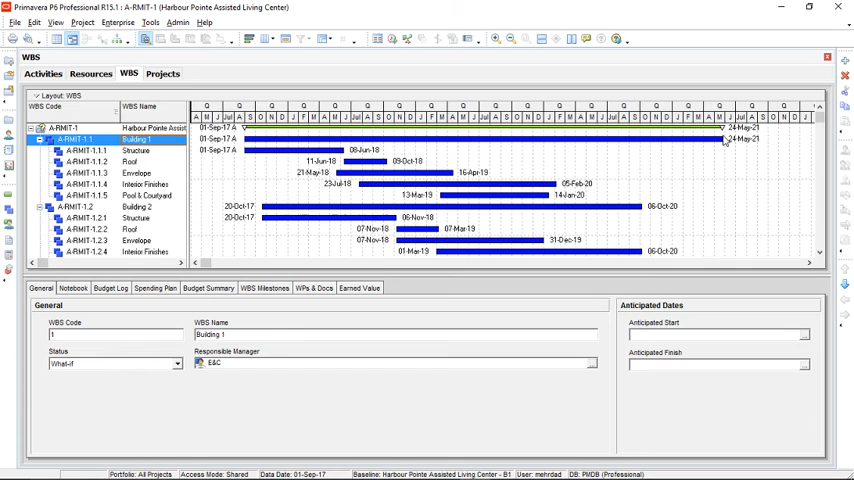 Primavera P6 Professional R15.1 : A-RMIT-1 (Harbour Pointe Assisted Living Center)
File Edit View Project Enterprise Tools Admin Help
WBS
Activities Resources WBS Projects
Layout: WBS
WBS Code WBS Name
Q Q Q Q Q Q Q Q Q Q Q Q Q Q Q Q
A-RMIT-1 Harbour Pointe Assist 01-Sep-17 A 24-May-21
A-RMIT-1.1 Building 1 01-Sep-17 A 24-May-21
A-RMIT-1.1.1 Structure 01-Sep-17 A 08-Jun-18
A-RMIT-1.1.2 Roof 11-Jun-18 09-Oct-18
A-RMIT-1.1.3 Envelope 21-May-18 16-Apr-19
A-RMIT-1.1.4 Interior Finishes 23-Jul-18 05-Feb-20
A-RMIT-1.1.5 Pool & Courtyard 13-Mar-19 14-Jan-20
A-RMIT-1.2 Building 2 20-Oct-17 06-Oct-20
A-RMIT-1.2.1 Structure 20-Oct-17 06-Nov-18
A-RMIT-1.2.2 Roof 07-Nov-18 07-Mar-19
A-RMIT-1.2.3 Envelope 07-Nov-18 31-Dec-19
A-RMIT-1.2.4 Interior Finishes 01-Mar-19 06-Oct-20
General Notebook Budget Log Spending Plan Budget Summary WBS Milestones WPs & Docs Earned Value
General Anticipated Dates
WBS Code WBS Name Anticipated Start
1 Building 1
Status Responsible Manager Anticipated Finish
What-if E&C
Portfolio: All Projects Access Mode: Shared Data Date: 01-Sep-17 Baseline: Harbour Pointe Assisted Living Center - B1 User: mehrdad DB: PMDB (Professional)